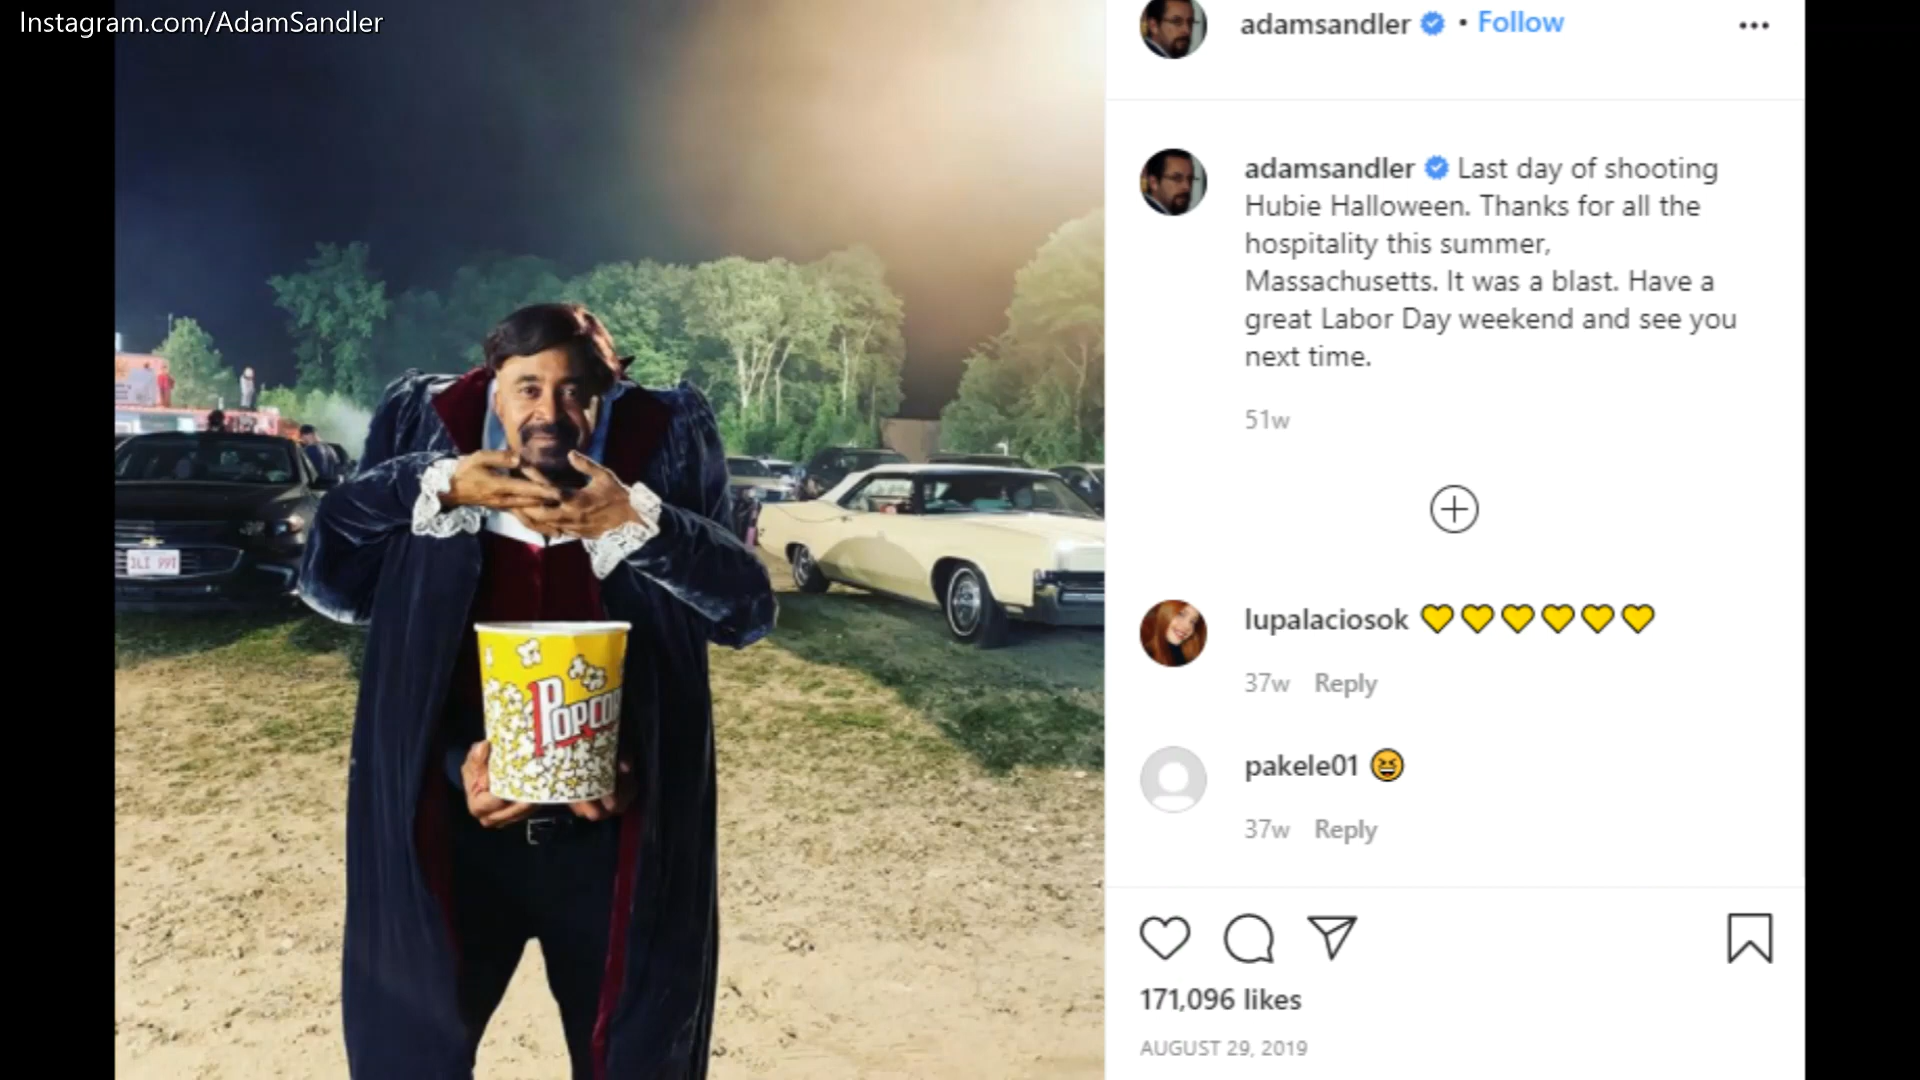 Instagram.com/AdamSandler
adamsandler • Follow
adamsandler Last day of shooting
Hubie Halloween. Thanks for all the
hospitality this summer,
Massachusetts. It was a blast. Have a
great Labor Day weekend and see you
next time.
51w
lupalaciosok 💛💛💛💛💛💛
37w Reply
pakele01 😆
37w Reply
171,096 likes
AUGUST 29, 2019
POPCOR